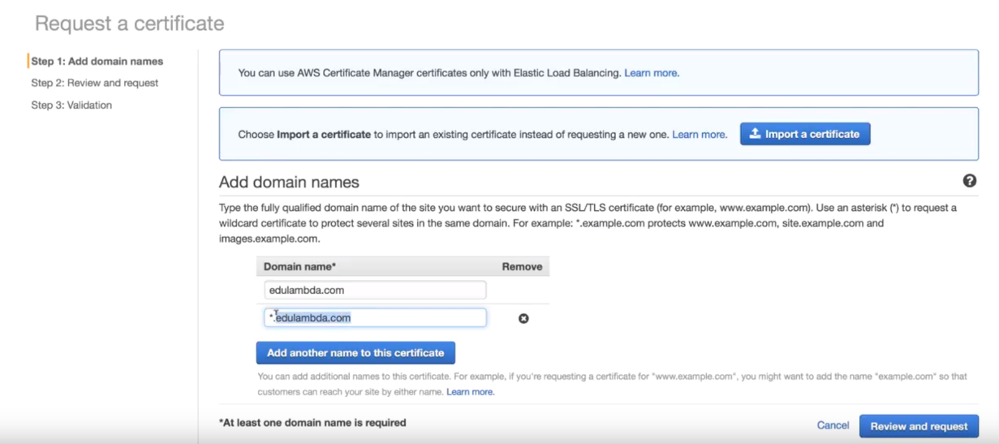 Request a certificate
Step 1: Add domain names
Step 2: Review and request
Step 3: Validation
You can use AWS Certificate Manager certificates only with Elastic Load Balancing. Learn more.
Choose Import a certificate to import an existing certificate instead of requesting a new one. Learn more.
Import a certificate
Add domain names
Type the fully qualified domain name of the site you want to secure with an SSL/TLS certificate (for example, www.example.com). Use an asterisk (*) to request a
wildcard certificate to protect several sites in the same domain. For example: *.example.com protects www.example.com, site.example.com and
images.example.com.
Domain name* Remove
edulambda.com
*.edulambda.com
Add another name to this certificate
You can add additional names to this certificate. For example, if you're requesting a certificate for "www.example.com", you might want to add the name "example.com" so that
customers can reach your site by either name. Learn more.
*At least one domain name is required
Cancel
Review and request